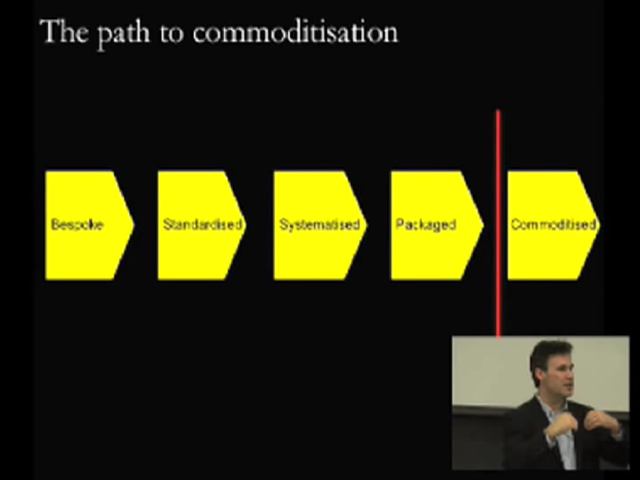 The path to commoditisation
Bespoke
Standardised
Systematised
Packaged
Commoditised